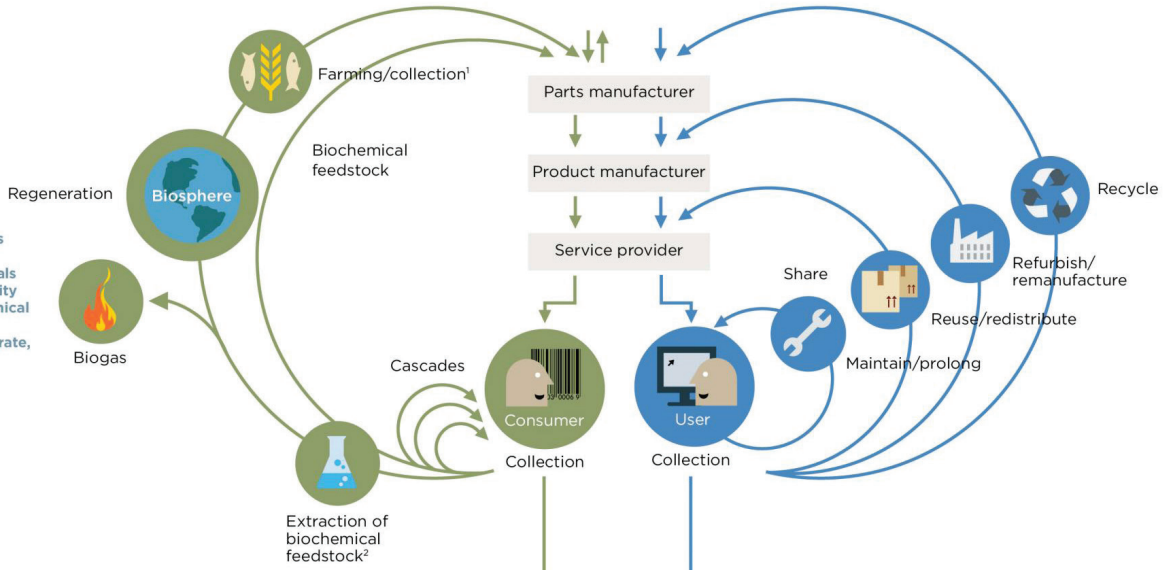 Farming/collection¹
Parts manufacturer
Biochemical
feedstock
Product manufacturer
Regeneration
Biosphere
Recycle
Service provider
Share
Refurbish/
remanufacture
Reuse/redistribute
Biogas
Cascades
Maintain/prolong
Consumer
User
Collection
Collection
Extraction of
biochemical
feedstock²